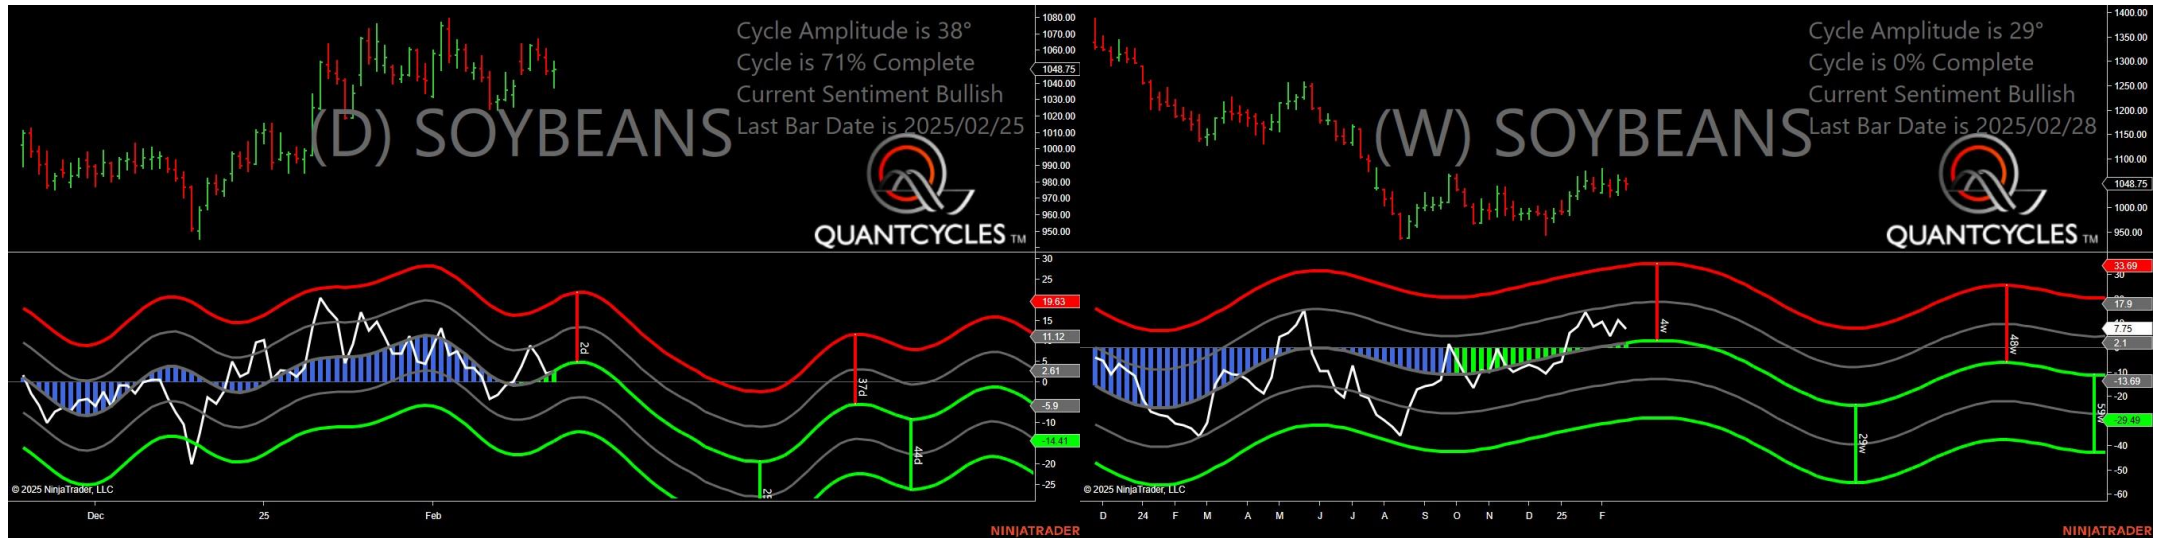 Cycle Amplitude is 38°
Cycle is 71% Complete
Current Sentiment Bullish
Last Bar Date is 2025/02/25
(D) SOYBEANS
QUANTCYCLES TM
1080.00
1070.00
1060.00
1048.75
1040.00
1030.00
1020.00
1010.00
1000.00
990.00
980.00
970.00
960.00
950.00
30
25
19.63
15
11.12
5
2.61
0
-5.9
-10
-14.41
-20
-25
2d
37d
44d
© 2025 NinjaTrader, LLC
Dec
25
Feb
NINJATRADER
Cycle Amplitude is 29°
Cycle is 0% Complete
Current Sentiment Bullish
Last Bar Date is 2025/02/28
(W) SOYBEANS
QUANTCYCLES TM
1400.00
1350.00
1300.00
1250.00
1200.00
1150.00
1100.00
1048.75
1000.00
950.00
33.69
30
17.9
7.75
2.1
-10
-13.69
-20
-29.49
-40
-50
-60
4w
48w
29w
59w
© 2025 NinjaTrader, LLC
D
24
F
M
A
M
J
J
A
S
O
N
D
25
F
NINJATRADER